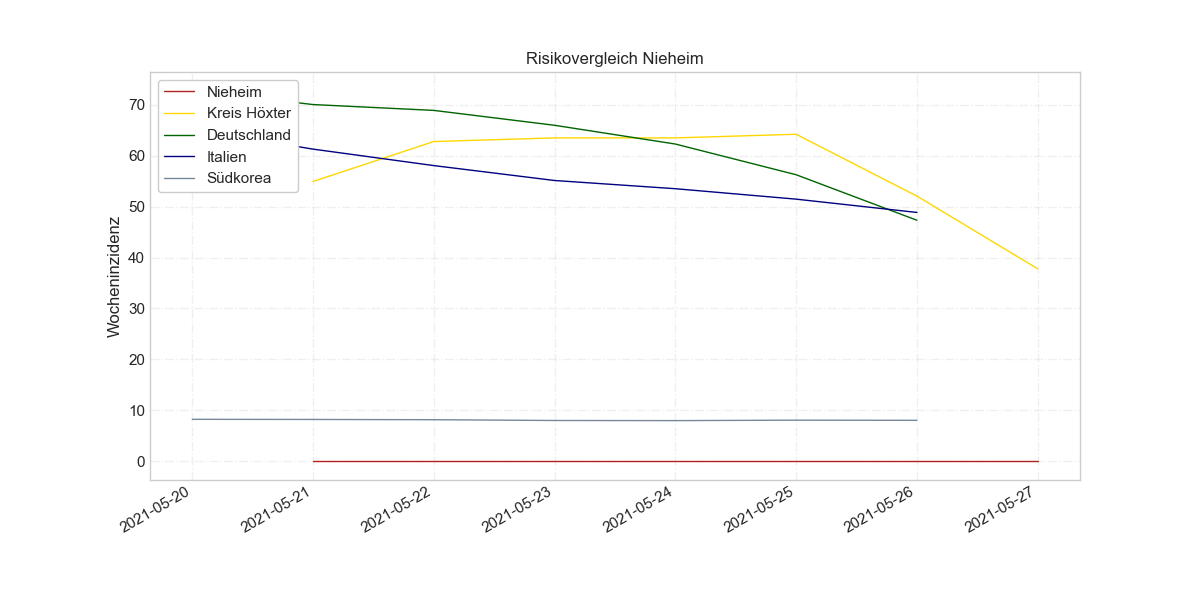 Risikovergleich Nieheim
Nieheim
Kreis Höxter
Deutschland
Italien
Südkorea
Wocheninzidenz
70
60
50
40
30
20
10
0
2021-05-20
2021-05-21
2021-05-22
2021-05-23
2021-05-24
2021-05-25
2021-05-26
2021-05-27